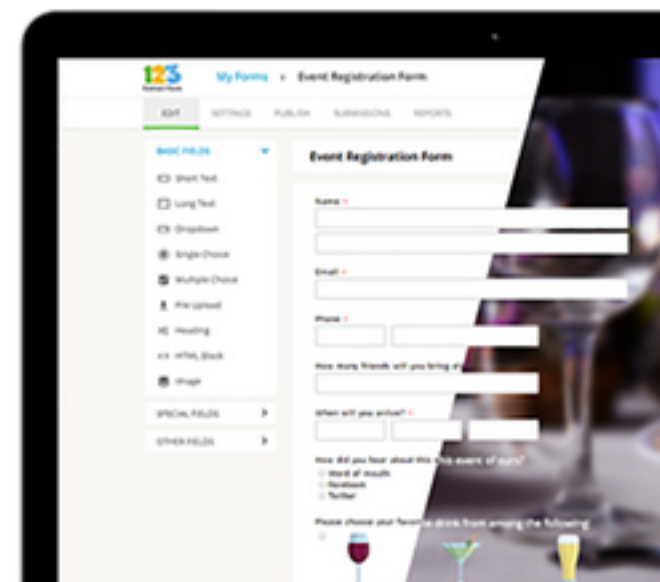 123
My Forms › Event Registration Form
EDIT SETTINGS PUBLISH SUBMISSIONS REPORTS
BASIC FIELDS
Short Text
Long Text
Dropdown
Single Choice
Multiple Choice
File Upload
Heading
HTML Block
Image
SPECIAL FIELDS
OTHER FIELDS
Event Registration Form
Name *
Email *
Phone *
How many friends will you bring
When will you arrive? *
How did you hear about this this event of ours?
Word of mouth
Facebook
Twitter
Please choose your favorite drink from among the following